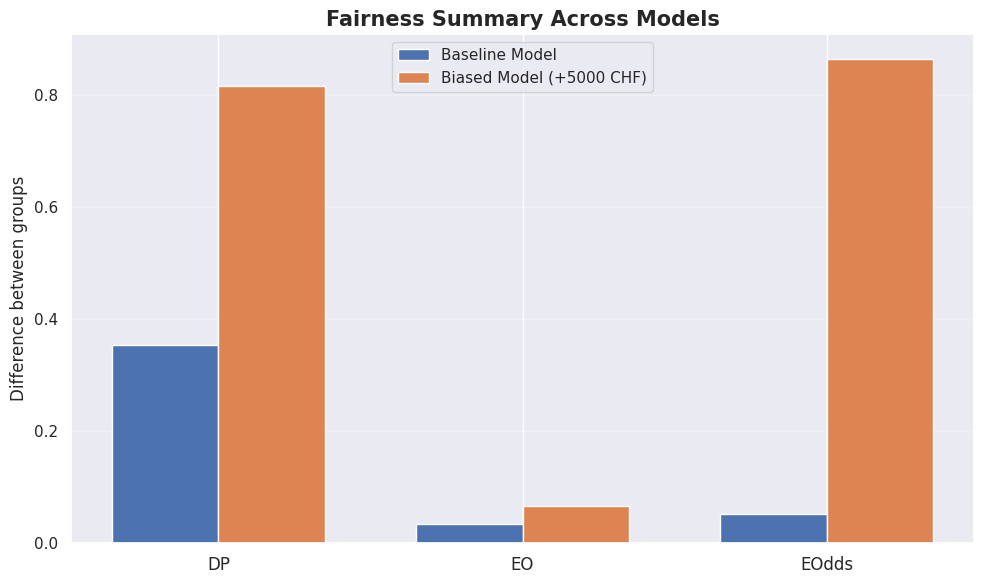 Fairness Summary Across Models
Baseline Model
Biased Model (+5000 CHF)
Difference between groups
0.8
0.6
0.4
0.2
0.0
DP
EO
EOdds